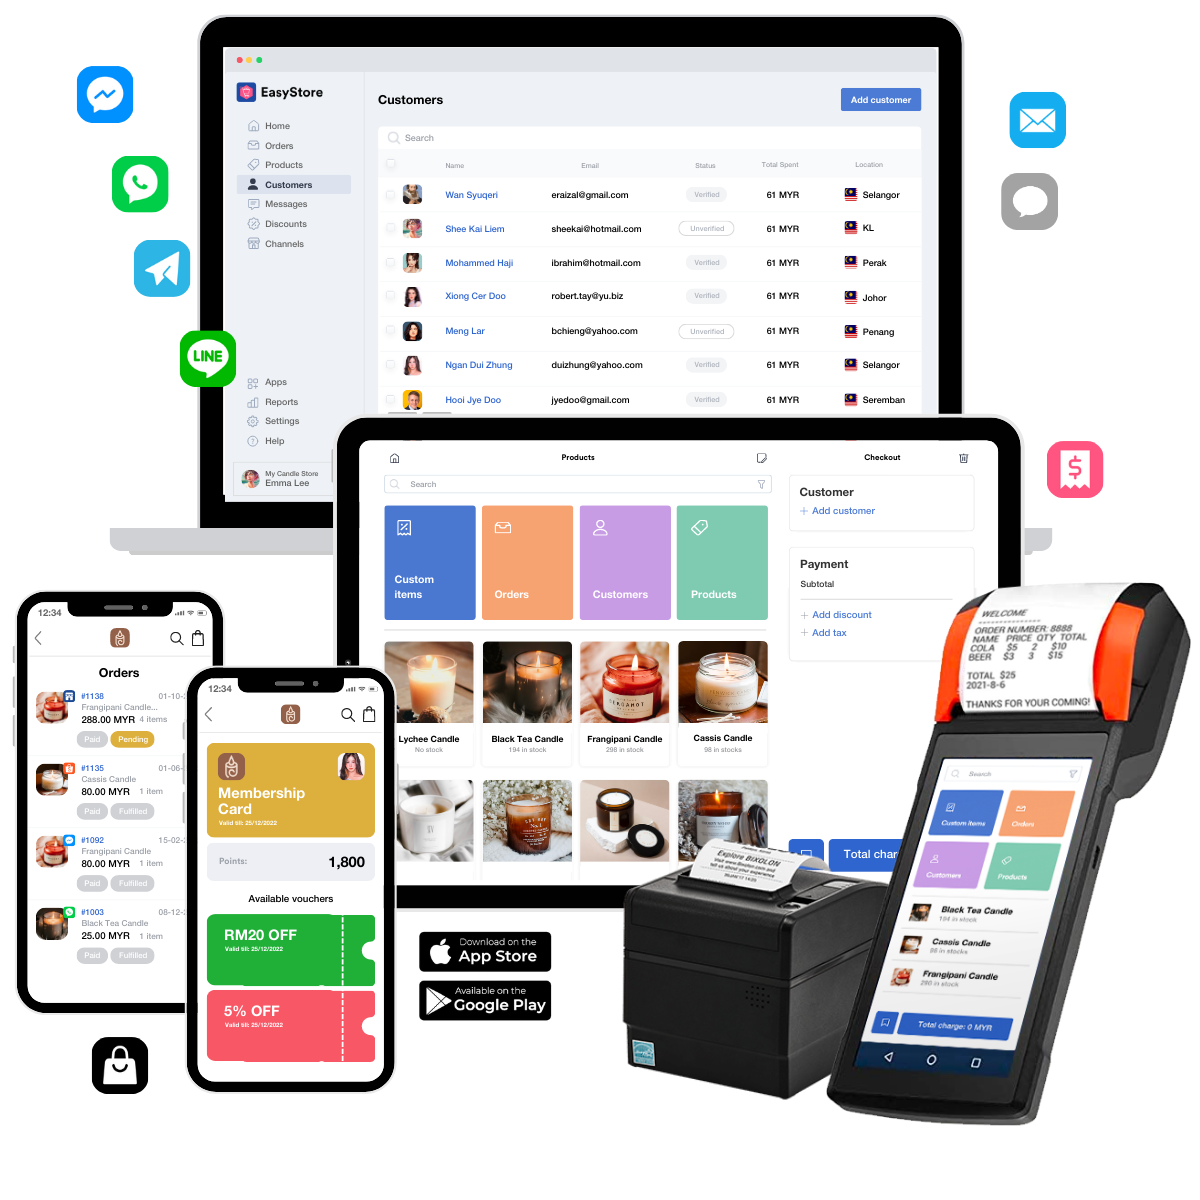 EasyStore
Home
Orders
Products
Customers
Messages
Discounts
Channels
Apps
Reports
Settings
Help
My Candle Store
Emma Lee
Customers
Add customer
Search
Name Email Status Total Spent Location
Wan Syuqeri eraizal@gmail.com Verified 61 MYR Selangor
Shee Kai Liem sheekai@hotmail.com Unverified 61 MYR KL
Mohammed Haji ibrahim@hotmail.com Verified 61 MYR Perak
Xiong Cer Doo robert.tay@yu.biz Verified 61 MYR Johor
Meng Lar bchieng@yahoo.com Unverified 61 MYR Penang
Ngan Dui Zhung duizhung@yahoo.com Verified 61 MYR Selangor
Hooi Jye Doo jyedoo@gmail.com Verified 61 MYR Seremban
LINE
Products
Search
Custom
items
Orders
Customers
Products
Lychee Candle
No stock
Black Tea Candle
194 in stock
Frangipani Candle
298 in stock
Cassis Candle
98 in stocks
BERGAMOT
Checkout
Customer
+ Add customer
Payment
Subtotal
+ Add discount
+ Add tax
Total char
12:34
Orders
#1138 01-10-2
Frangipani Candle...
288.00 MYR 4 items
Paid Pending
#1135 01-06-
Cassis Candle
80.00 MYR 1 item
Paid Fulfilled
#1092 15-02-
Frangipani Candle
80.00 MYR 1 item
Paid Fulfilled
#1003 08-12-
Black Tea Candle
25.00 MYR 1 item
Paid Fulfilled
12:34
Membership
Card
Valid till: 25/12/2022
Points: 1,800
Available vouchers
RM20 OFF
Valid till: 25/12/2022
5% OFF
Valid till: 25/12/2022
Download on the
App Store
Available on the
Google Play
Explore BIXOLON
WELCOME
ORDER NUMBER: 8888
NAME PRICE QTY TOTAL
COLA $5 2 $10
BEER $3 3 $15
TOTAL $25
2021-8-6
THANKS FOR YOUR COMING!
Search
Custom items
Orders
Customers
Products
Black Tea Candle
194 in stock
Cassis Candle
98 in stock
Frangipani Candle
290 in stock
Total charge: 0 MYR